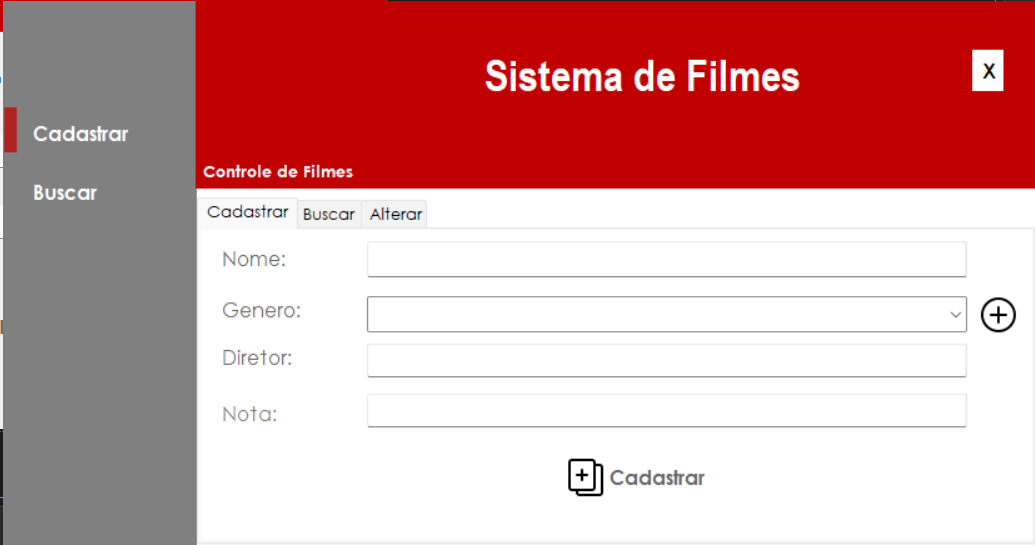 Sistema de Filmes
X
Cadastrar
Buscar
Controle de Filmes
Cadastrar Buscar Alterar
Nome:
Genero:
Diretor:
Nota:
Cadastrar